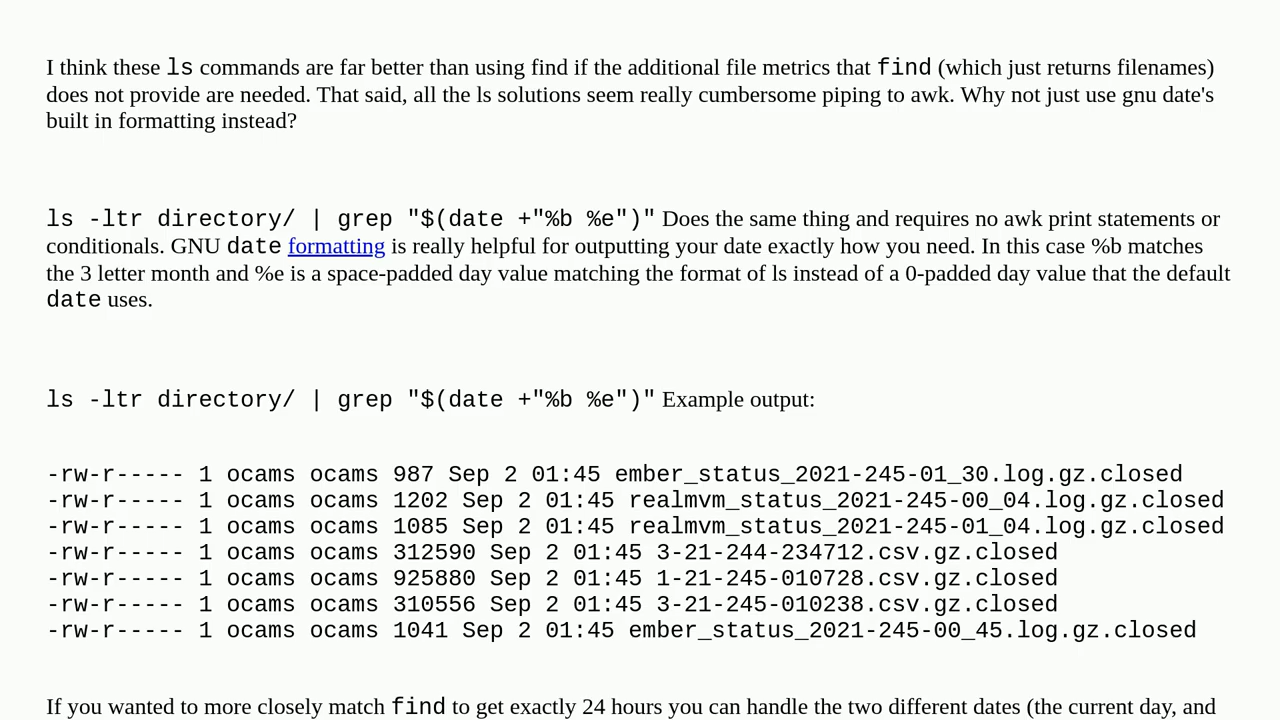 I think these ls commands are far better than using find if the additional file metrics that find (which just returns filenames)
does not provide are needed. That said, all the ls solutions seem really cumbersome piping to awk. Why not just use gnu date's
built in formatting instead?
ls -ltr directory/ | grep "$(date +"%b %e")" Does the same thing and requires no awk print statements or
conditionals. GNU date formatting is really helpful for outputting your date exactly how you need. In this case %b matches
the 3 letter month and %e is a space-padded day value matching the format of ls instead of a 0-padded day value that the default
date uses.
ls -ltr directory/ | grep "$(date +"%b %e")" Example output:
-rw-r----- 1 ocams ocams 987 Sep 2 01:45 ember_status_2021-245-01_30.log.gz.closed
-rw-r----- 1 ocams ocams 1202 Sep 2 01:45 realmvm_status_2021-245-00_04.log.gz.closed
-rw-r----- 1 ocams ocams 1085 Sep 2 01:45 realmvm_status_2021-245-01_04.log.gz.closed
-rw-r----- 1 ocams ocams 312590 Sep 2 01:45 3-21-244-234712.csv.gz.closed
-rw-r----- 1 ocams ocams 925880 Sep 2 01:45 1-21-245-010728.csv.gz.closed
-rw-r----- 1 ocams ocams 310556 Sep 2 01:45 3-21-245-010238.csv.gz.closed
-rw-r----- 1 ocams ocams 1041 Sep 2 01:45 ember_status_2021-245-00_45.log.gz.closed
If you wanted to more closely match find to get exactly 24 hours you can handle the two different dates (the current day, and